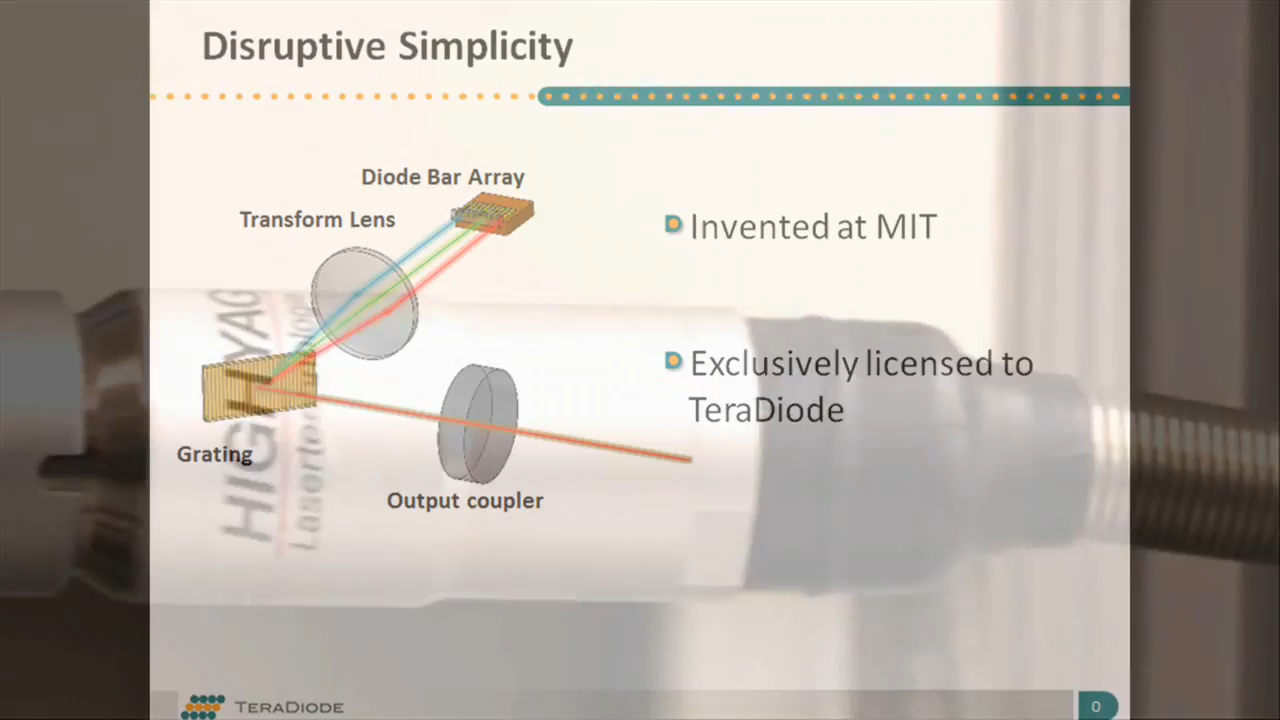 Disruptive Simplicity
Diode Bar Array
Transform Lens
Invented at MIT
Exclusively licensed to
TeraDiode
Grating
Output coupler
HIGHYAG
TERADIODE
0